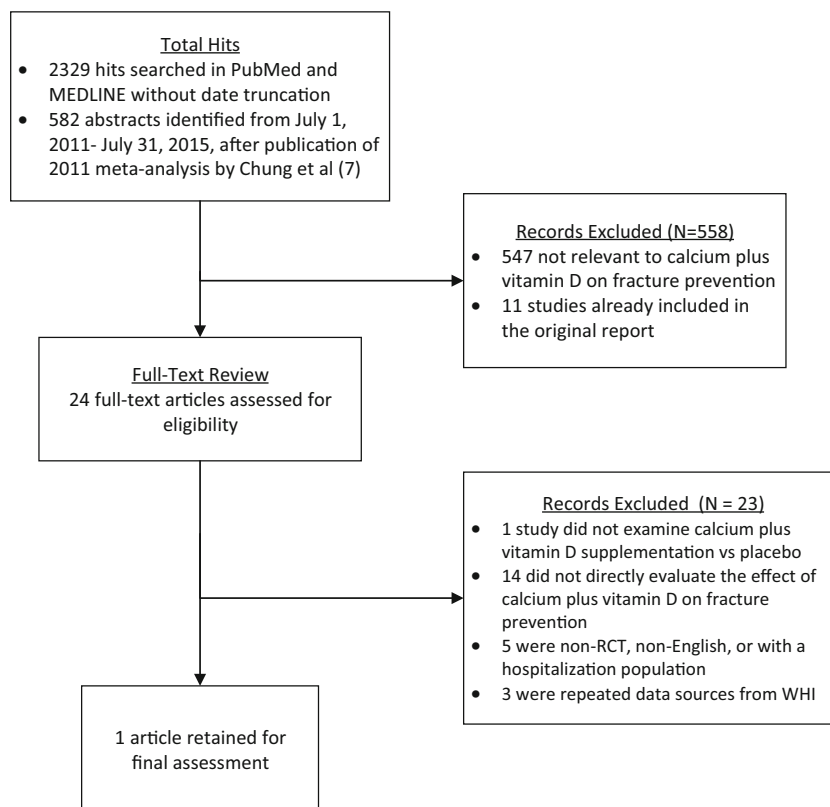 Total Hits
• 2329 hits searched in PubMed and
MEDLINE without date truncation
• 582 abstracts identified from July 1,
2011- July 31, 2015, after publication of
2011 meta-analysis by Chung et al (7)
Records Excluded (N=558)
• 547 not relevant to calcium plus
vitamin D on fracture prevention
• 11 studies already included in
the original report
Full-Text Review
24 full-text articles assessed for
eligibility
Records Excluded (N = 23)
• 1 study did not examine calcium plus
vitamin D supplementation vs placebo
• 14 did not directly evaluate the effect of
calcium plus vitamin D on fracture
prevention
• 5 were non-RCT, non-English, or with a
hospitalization population
• 3 were repeated data sources from WHI
1 article retained for
final assessment